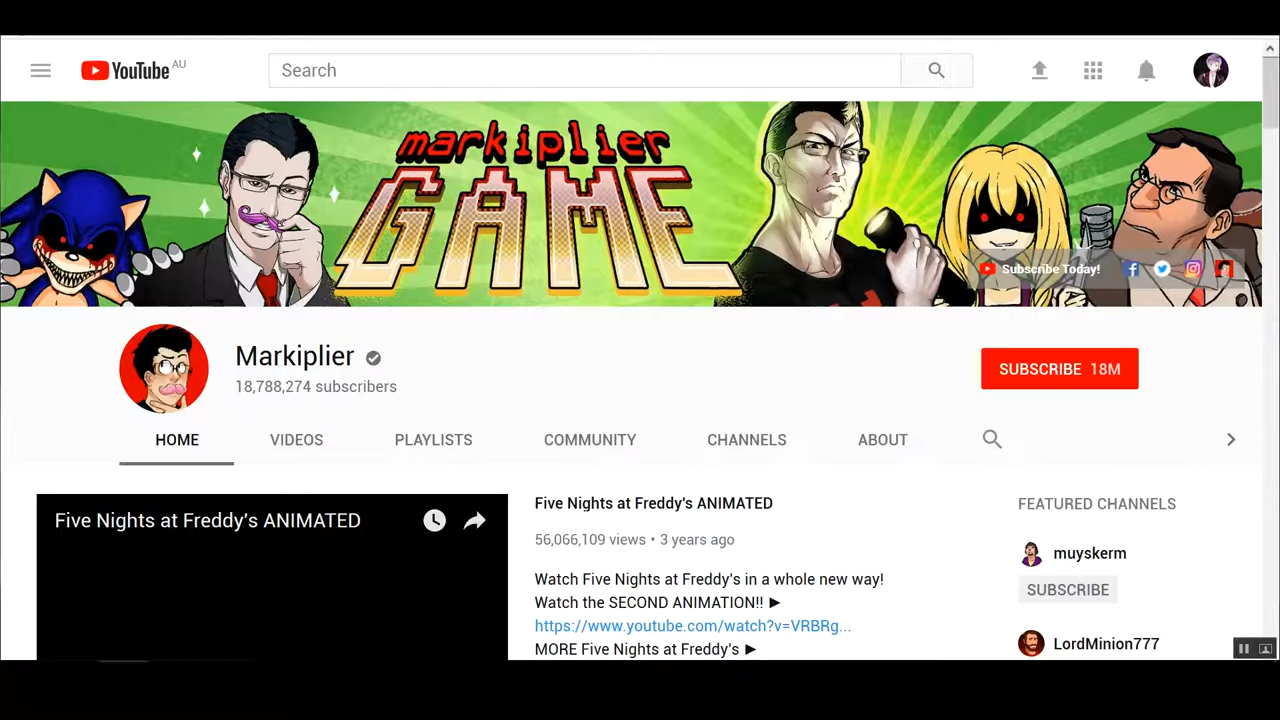 YouTube AU
Search
markiplier
GAME
Subscribe Today!
Markiplier
18,788,274 subscribers
SUBSCRIBE 18M
HOME VIDEOS PLAYLISTS COMMUNITY CHANNELS ABOUT
Five Nights at Freddy's ANIMATED
Five Nights at Freddy's ANIMATED
56,066,109 views • 3 years ago
Watch Five Nights at Freddy's in a whole new way!
Watch the SECOND ANIMATION!! ►
https://www.youtube.com/watch?v=VRBRg...
MORE Five Nights at Freddy's ►
FEATURED CHANNELS
muyskerm
SUBSCRIBE
LordMinion777